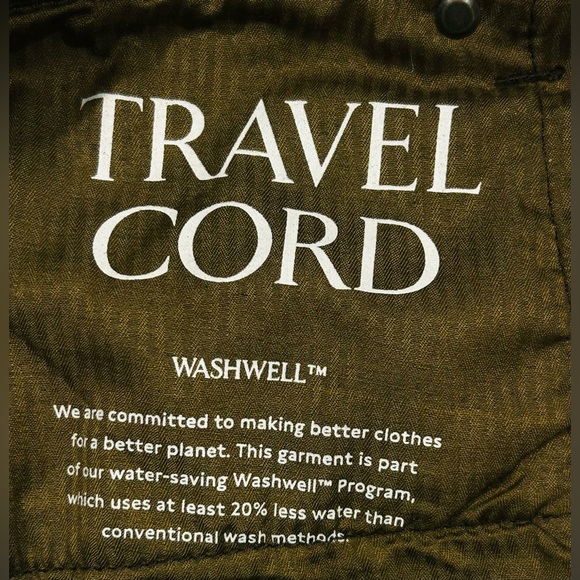 TRAVEL
CORD
WASHWELL™
We are committed to making better clothes
for a better planet. This garment is part
of our water-saving Washwell™ Program,
which uses at least 20% less water than
conventional wash methods.